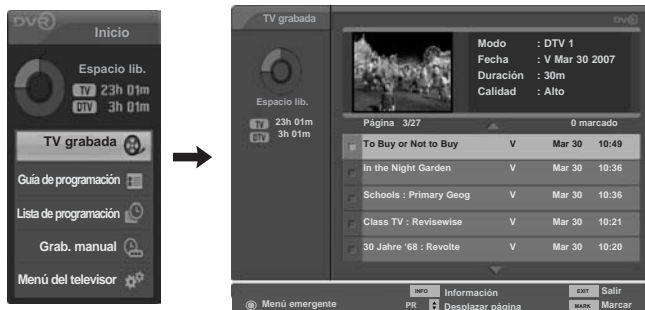 DVR
Inicio
Espacio lib.
TV 23h 01m
DTV 3h 01m
TV grabada
Guía de programación
Lista de programación
Grab. manual
Menú del televisor
TV grabada
DVR
Espacio lib.
TV 23h 01m
DTV 3h 01m
Modo : DTV 1
Fecha : V Mar 30 2007
Duración : 30m
Calidad : Alto
Página 3/27 0 marcado
To Buy or Not to Buy V Mar 30 10:49
In the Night Garden V Mar 30 10:36
Schools : Primary Geog V Mar 30 10:36
Class TV : Revisewise V Mar 30 10:21
30 Jahre '68 : Revolte V Mar 30 10:20
INFO Información EXIT Salir
Menú emergente PR Desplazar página MARK Marcar